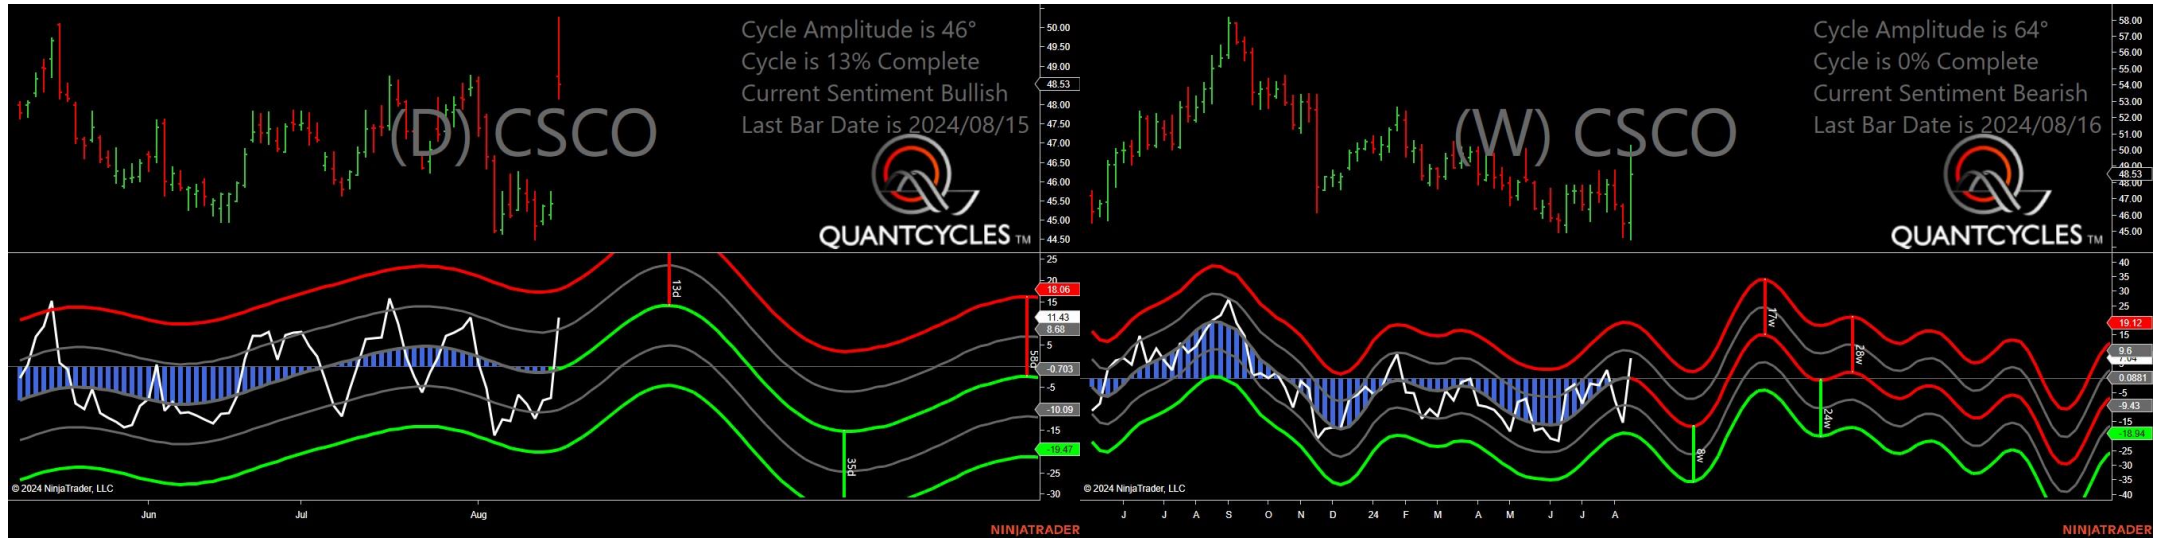 Cycle Amplitude is 46°
Cycle is 13% Complete
Current Sentiment Bullish
Last Bar Date is 2024/08/15
(D) CSCO
QUANTCYCLES TM
50.00
49.50
49.00
48.53
48.00
47.50
47.00
46.50
46.00
45.50
45.00
44.50
25
20
18.06
15
11.43
8.68
5
-0.703
-5
-10.09
-15
-19.47
-25
-30
13d
35d
© 2024 NinjaTrader, LLC
Jun Jul Aug
NINJATRADER
Cycle Amplitude is 64°
Cycle is 0% Complete
Current Sentiment Bearish
Last Bar Date is 2024/08/16
(W) CSCO
QUANTCYCLES TM
58.00
57.00
56.00
55.00
54.00
53.00
52.00
51.00
50.00
49.00
48.53
48.00
47.00
46.00
45.00
40
35
30
25
19.12
15
9.6
0.0881
-5
-9.43
-15
-18.94
-25
-30
-35
-40
17w
28w
24w
8w
© 2024 NinjaTrader, LLC
J J A S O N D 24 F M A M J J A
NINJATRADER